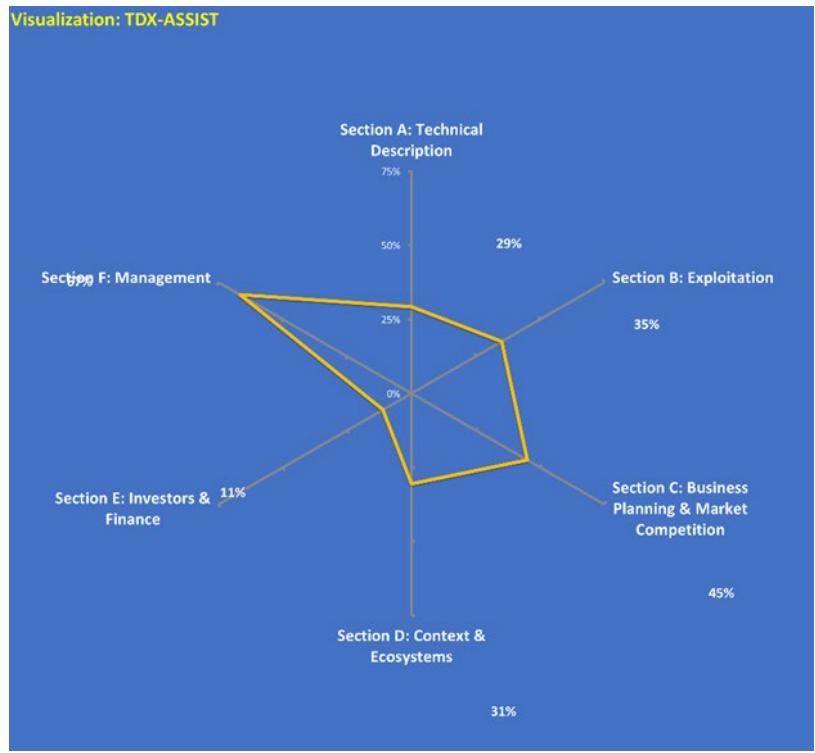 Visualization: TDX-ASSIST
Section A: Technical
Description
75%
50%
29%
Section F: Management
67%
Section B: Exploitation
25%
35%
0%
Section E: Investors &
Finance
11%
Section C: Business
Planning & Market
Competition
45%
Section D: Context &
Ecosystems
31%